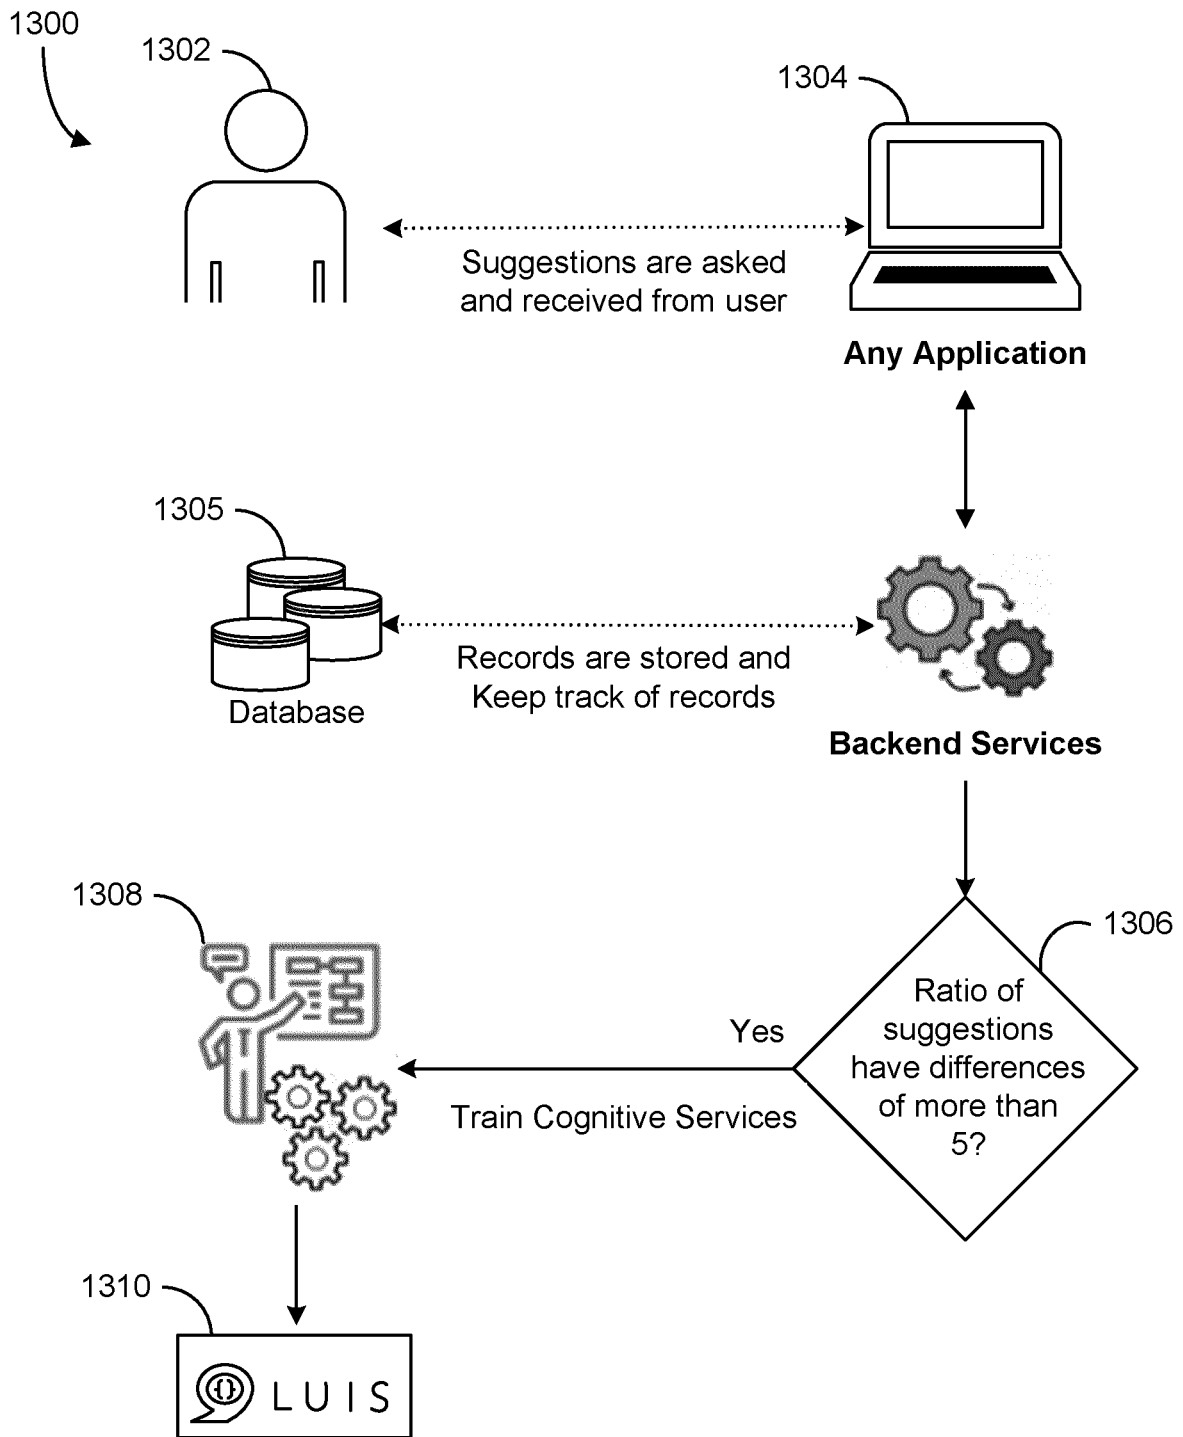 1300
1302
1304
Suggestions are asked
and received from user
Any Application
1305
Records are stored and
Keep track of records
Database
Backend Services
1308
1306
Ratio of
suggestions
have differences
of more than
5?
Yes
Train Cognitive Services
1310
{} LUIS